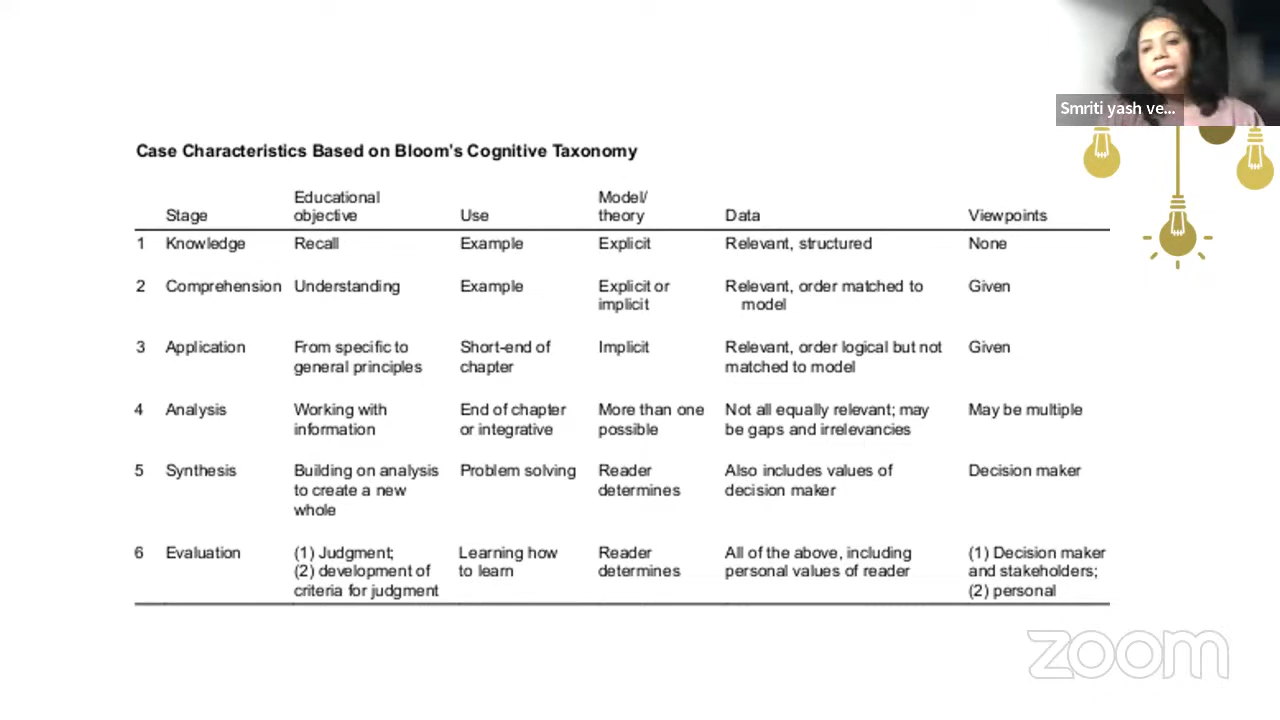 Smriti yash ve...
Case Characteristics Based on Bloom's Cognitive Taxonomy
Stage Educational objective Use Model/ theory Data Viewpoints
1 Knowledge Recall Example Explicit Relevant, structured None
2 Comprehension Understanding Example Explicit or implicit Relevant, order matched to model Given
3 Application From specific to general principles Short-end of chapter Implicit Relevant, order logical but not matched to model Given
4 Analysis Working with information End of chapter or integrative More than one possible Not all equally relevant; may be gaps and irrelevancies May be multiple
5 Synthesis Building on analysis to create a new whole Problem solving Reader determines Also includes values of decision maker Decision maker
6 Evaluation (1) Judgment; (2) development of criteria for judgment Learning how to learn Reader determines All of the above, including personal values of reader (1) Decision maker and stakeholders; (2) personal
zoom